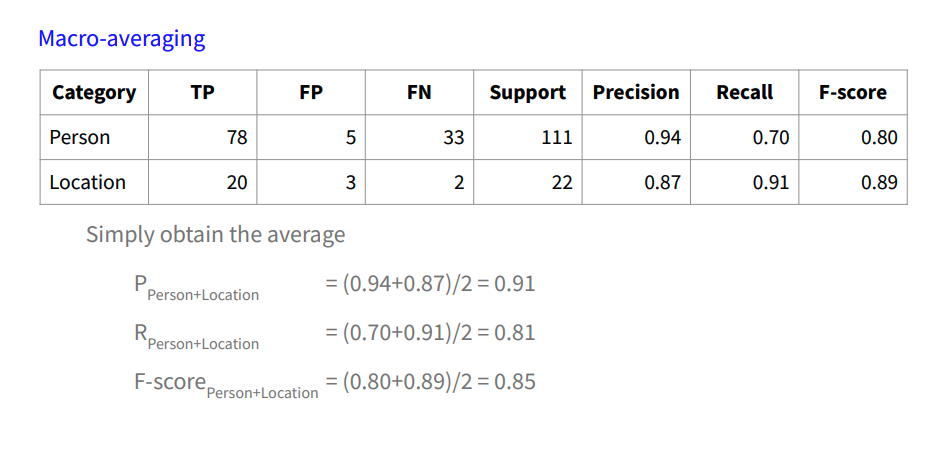 Macro-averaging
Category TP FP FN Support Precision Recall F-score
Person 78 5 33 111 0.94 0.70 0.80
Location 20 3 2 22 0.87 0.91 0.89
Simply obtain the average
P Person+Location = (0.94+0.87)/2 = 0.91
R Person+Location = (0.70+0.91)/2 = 0.81
F-score Person+Location = (0.80+0.89)/2 = 0.85